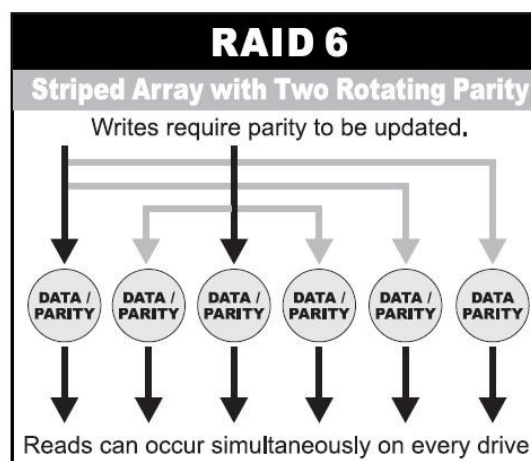 RAID 6
Striped Array with Two Rotating Parity
Writes require parity to be updated.
DATA / PARITY
DATA / PARITY
DATA / PARITY
DATA / PARITY
DATA / PARITY
DATA PARITY
Reads can occur simultaneously on every drive